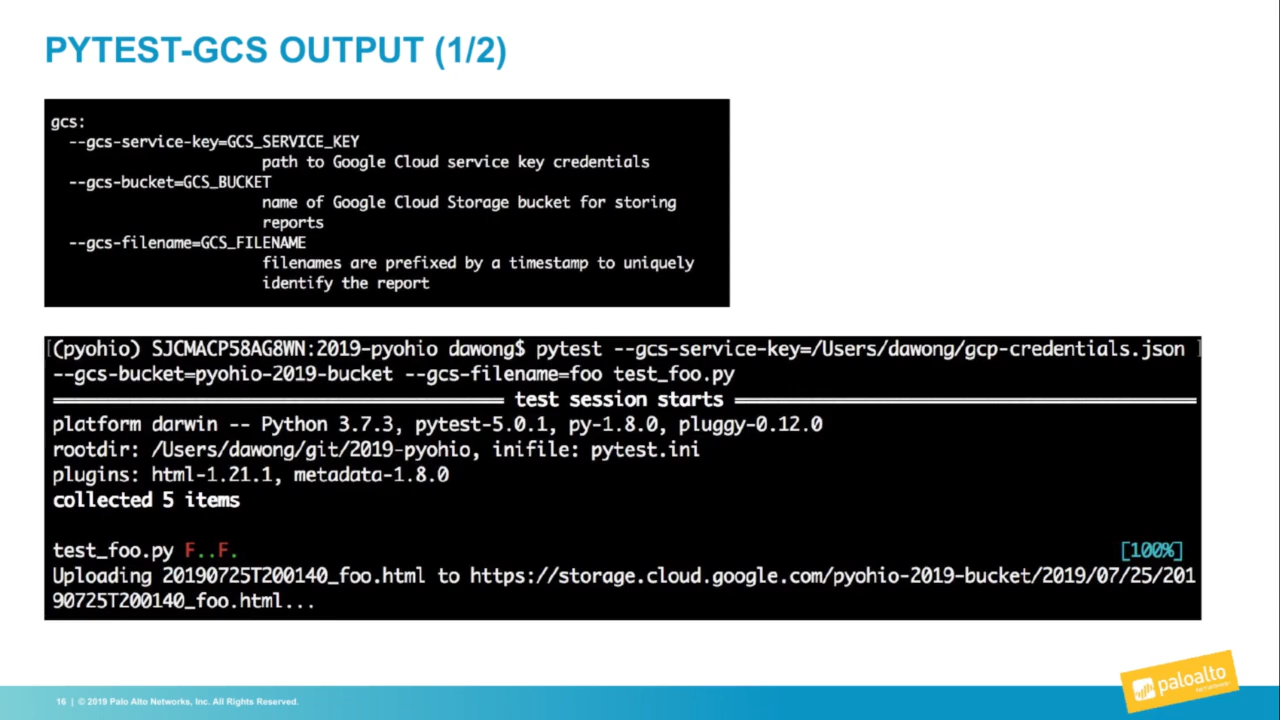 PYTEST-GCS OUTPUT (1/2)
gcs:
--gcs-service-key=GCS_SERVICE_KEY
path to Google Cloud service key credentials
--gcs-bucket=GCS_BUCKET
name of Google Cloud Storage bucket for storing
reports
--gcs-filename=GCS_FILENAME
filenames are prefixed by a timestamp to uniquely
identify the report
[(pyohio) SJCMACP58AG8WN:2019-pyohio dawong$ pytest --gcs-service-key=/Users/dawong/gcp-credentials.json ]
--gcs-bucket=pyohio-2019-bucket --gcs-filename=foo test_foo.py
test session starts
platform darwin -- Python 3.7.3, pytest-5.0.1, py-1.8.0, pluggy-0.12.0
rootdir: /Users/dawong/git/2019-pyohio, inifile: pytest.ini
plugins: html-1.21.1, metadata-1.8.0
collected 5 items
test_foo.py F..F. [100%]
Uploading 20190725T200140_foo.html to https://storage.cloud.google.com/pyohio-2019-bucket/2019/07/25/201
90725T200140_foo.html...
16 | © 2019 Palo Alto Networks, Inc. All Rights Reserved.
paloalto